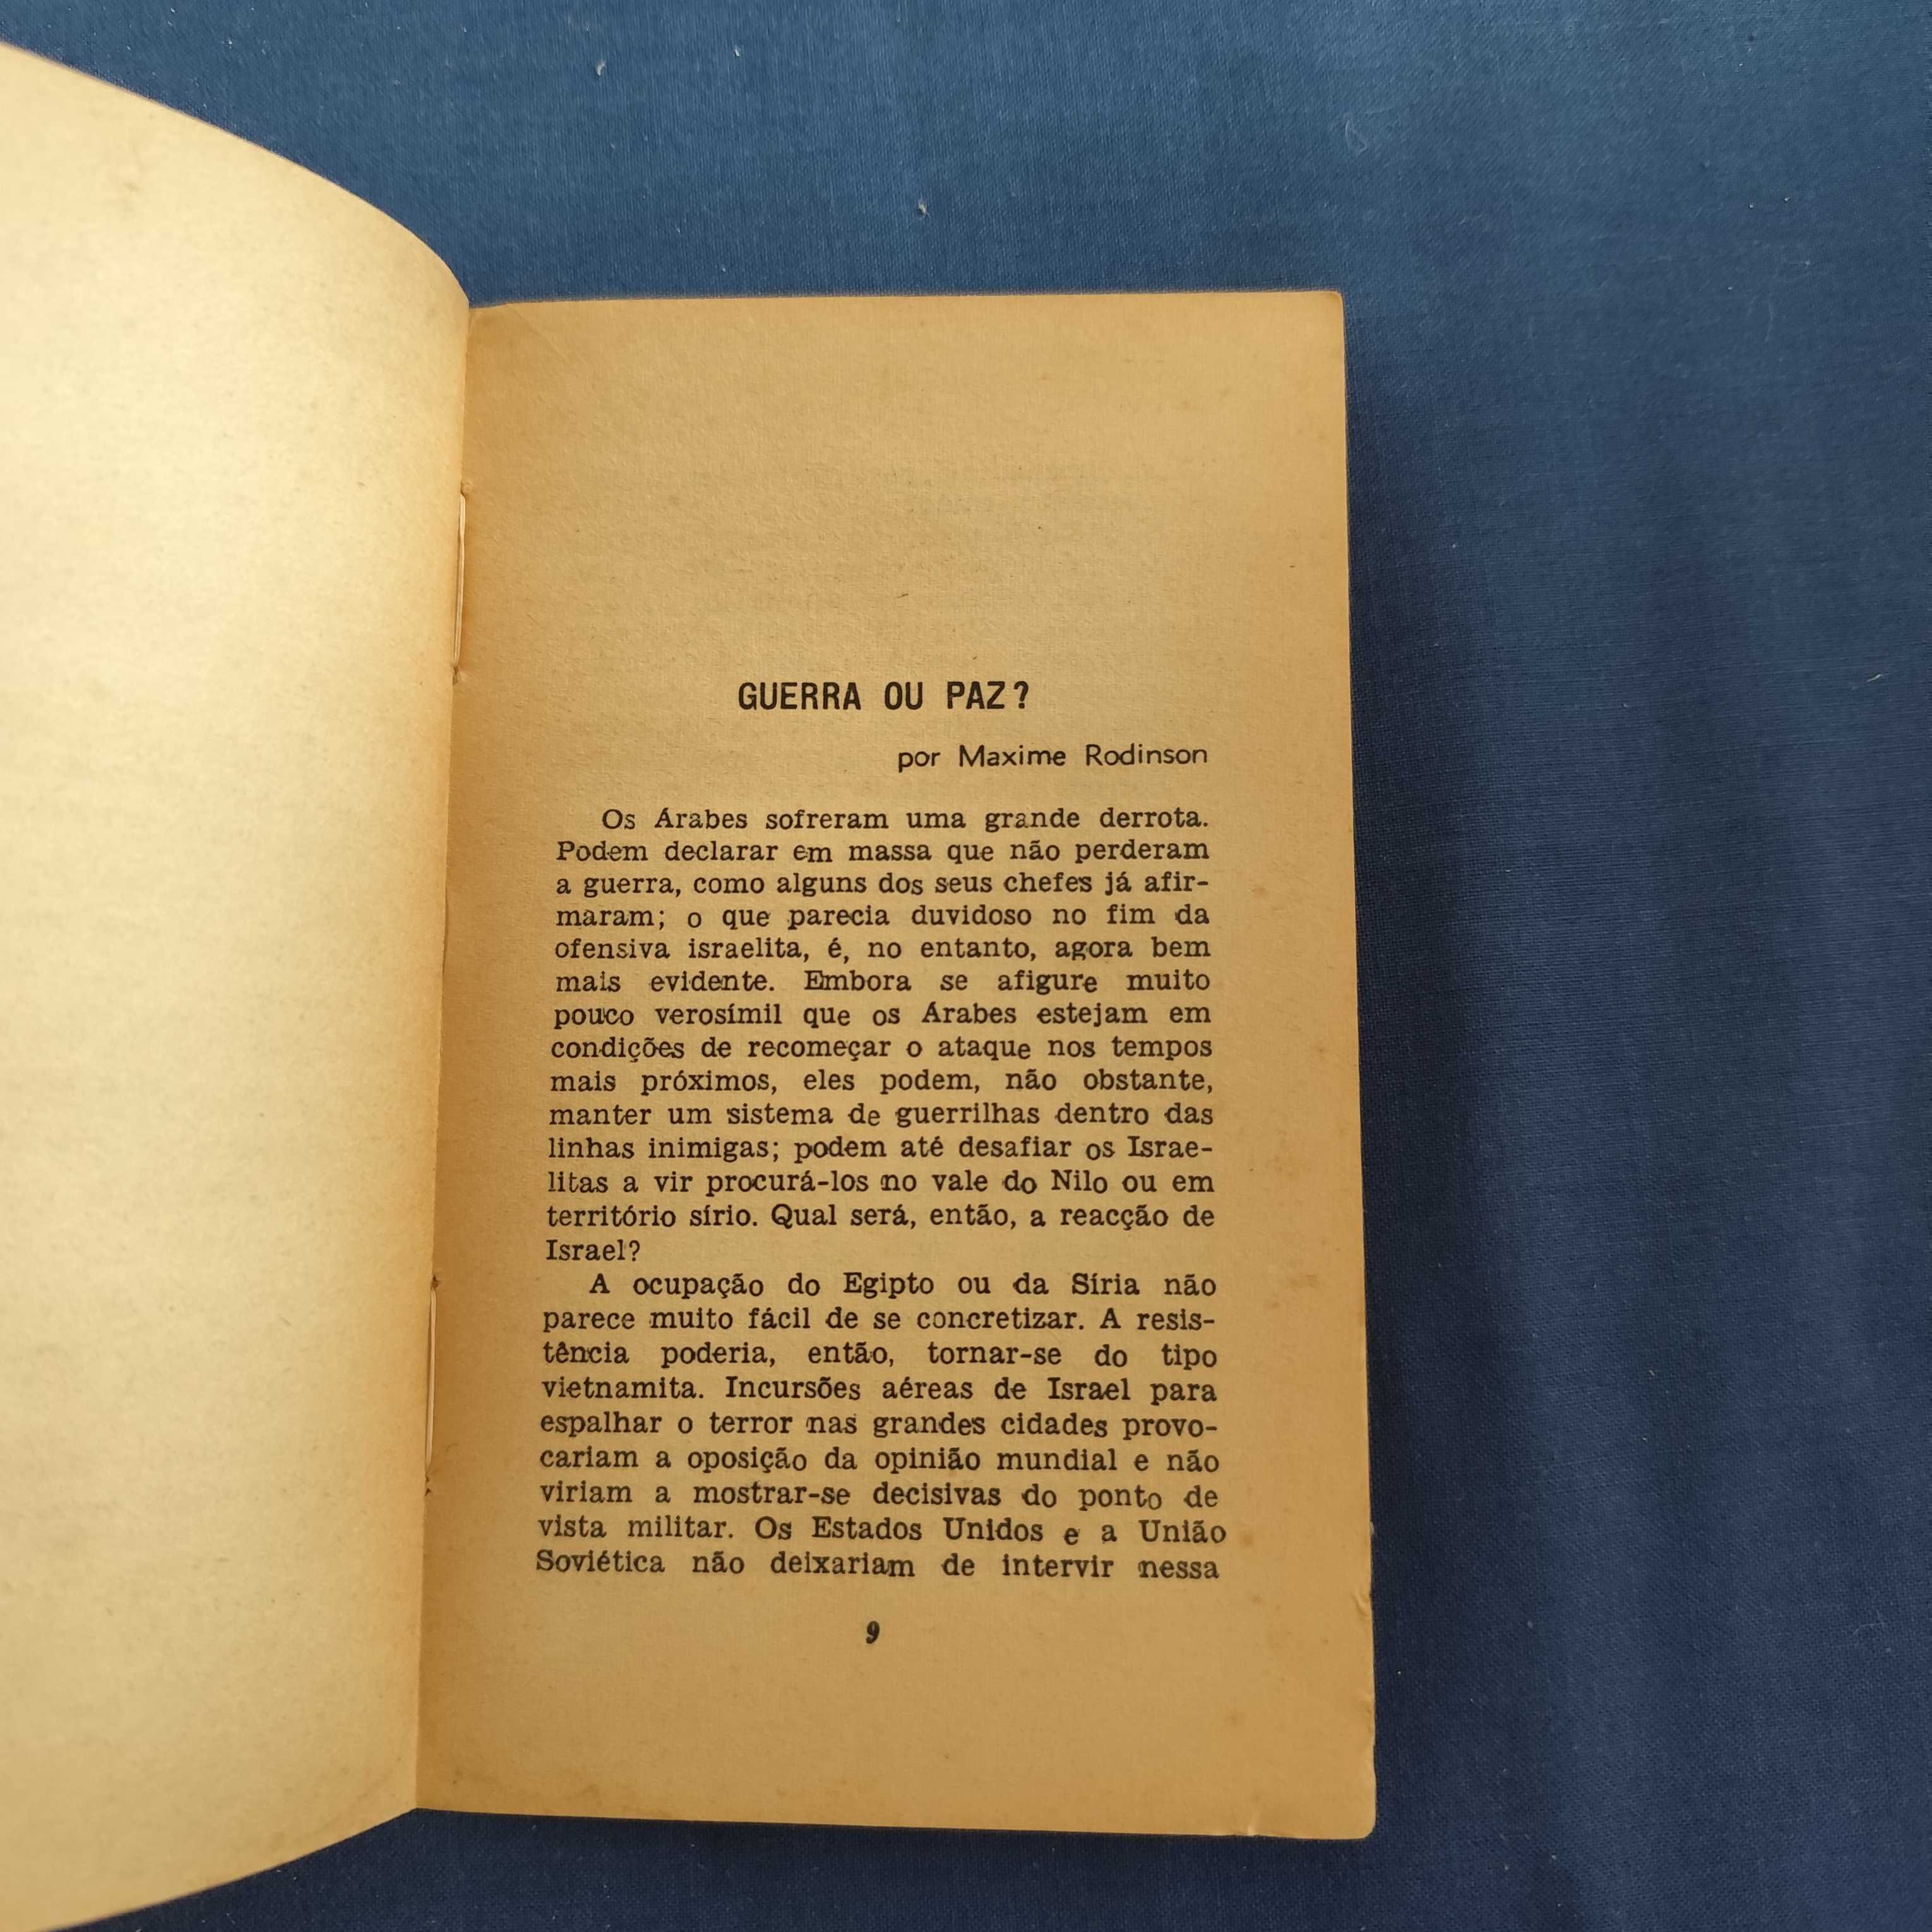 GUERRA OU PAZ?
por Maxime Rodinson
Os Árabes sofreram uma grande derrota.
Podem declarar em massa que não perderam
a guerra, como alguns dos seus chefes já afir-
maram; o que parecia duvidoso no fim da
ofensiva israelita, é, no entanto, agora bem
mais evidente. Embora se afigure muito
pouco verosímil que os Árabes estejam em
condições de recomeçar o ataque nos tempos
mais próximos, eles podem, não obstante,
manter um sistema de guerrilhas dentro das
linhas inimigas; podem até desafiar os Israe-
litas a vir procurá-los no vale do Nilo ou em
território sírio. Qual será, então, a reacção de
Israel?
A ocupação do Egipto ou da Síria não
parece muito fácil de se concretizar. A resis-
tência poderia, então, tornar-se do tipo
vietnamita. Incursões aéreas de Israel para
espalhar o terror nas grandes cidades provo-
cariam a oposição da opinião mundial e não
viriam a mostrar-se decisivas do ponto de
vista militar. Os Estados Unidos e a União
Soviética não deixariam de intervir nessa
9